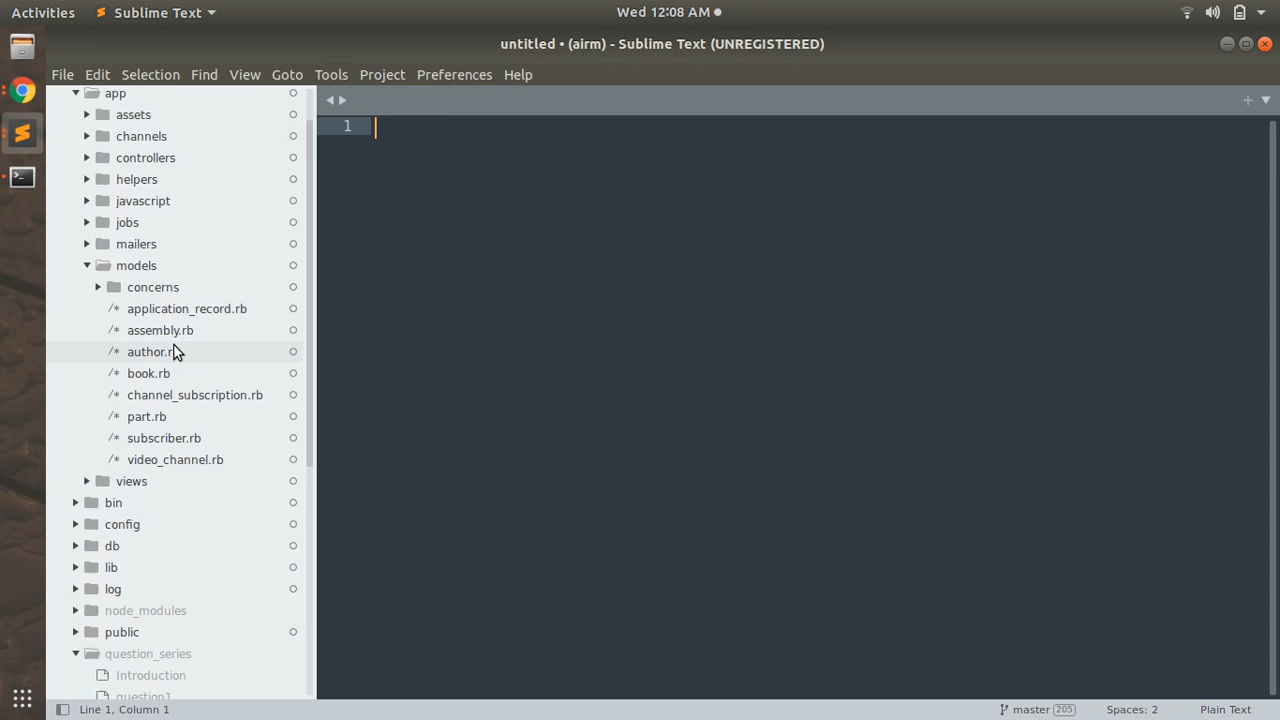 Activities
Sublime Text
Wed 12:08 AM
untitled • (airm) - Sublime Text (UNREGISTERED)
File Edit Selection Find View Goto Tools Project Preferences Help
app
assets
channels
controllers
helpers
javascript
jobs
mailers
models
concerns
/* application_record.rb
/* assembly.rb
/* author.r
/* book.rb
/* channel_subscription.rb
/* part.rb
/* subscriber.rb
/* video_channel.rb
views
bin
config
db
lib
log
node_modules
public
question_series
Introduction
question1
1
Line 1, Column 1
master 205
Spaces: 2
Plain Text